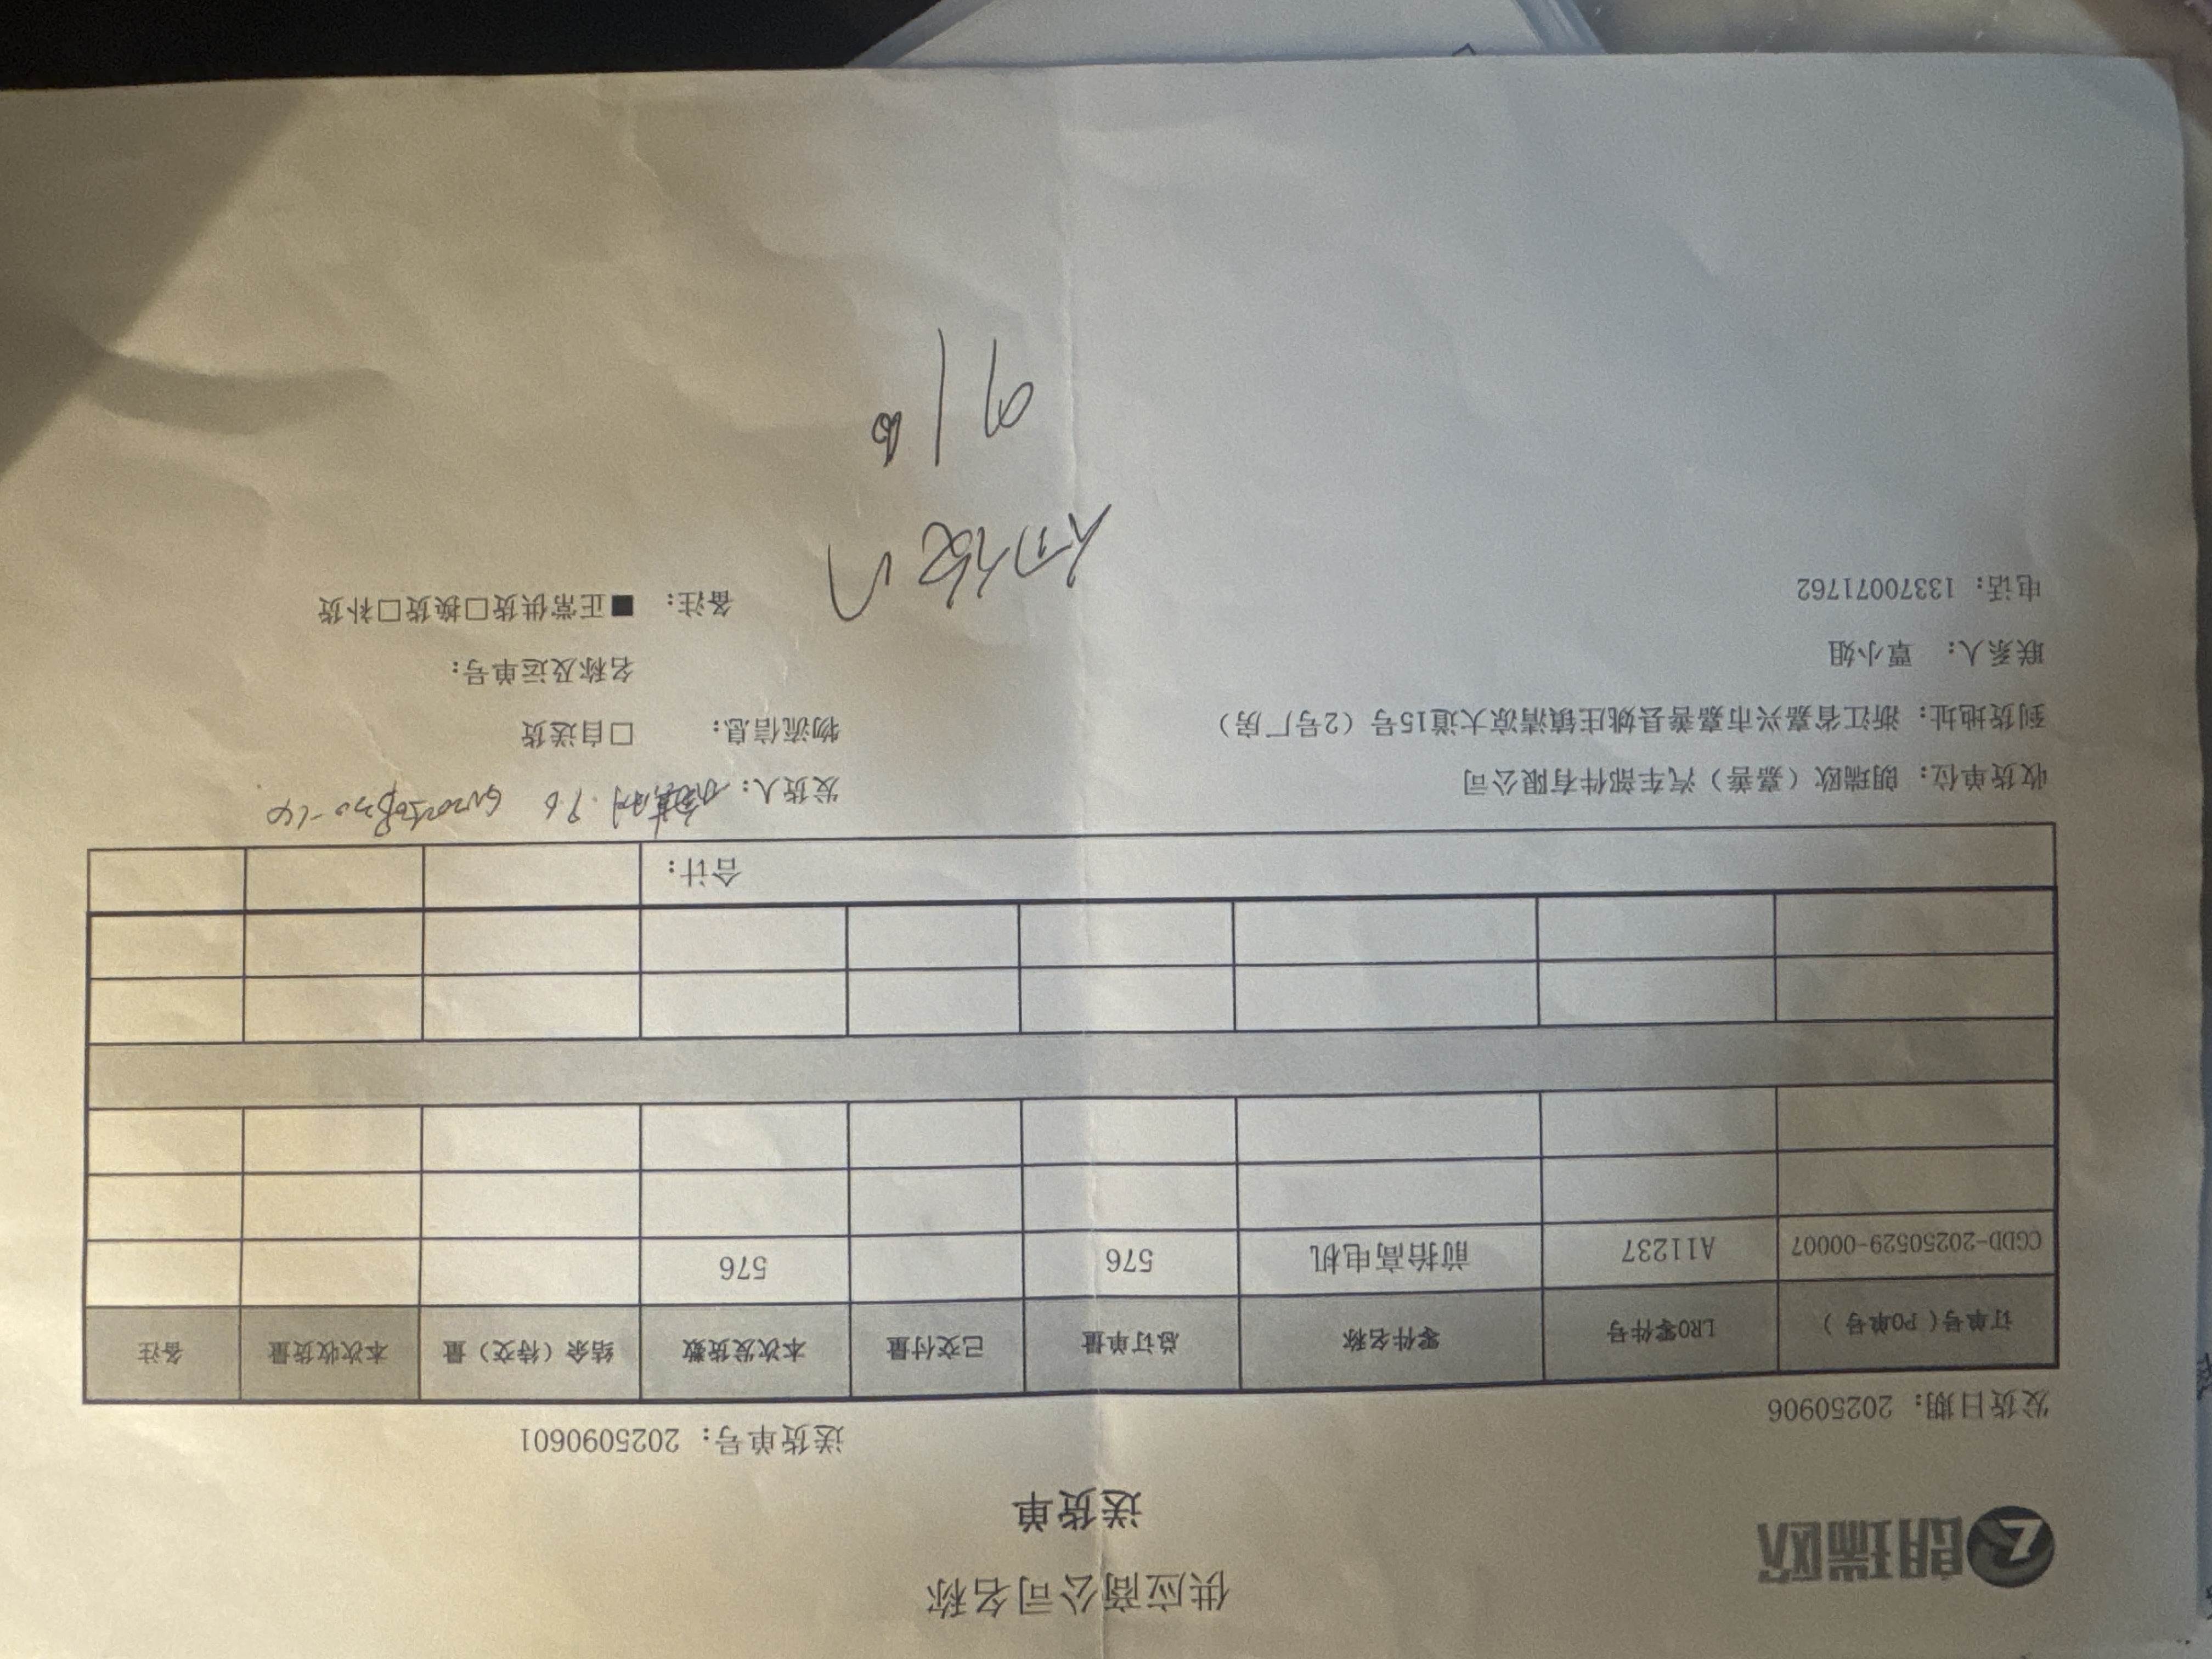 朗瑞欧
供应商公司名称
送货单
发货日期：20250906 送货单号：2025090601
订单号（PO单号） LRO零件号 零件名称 总订单量 已交付量 本次发货数 结余（待交）量 本次收货量 备注
CGDD-20250529-00007 A11237 前抬高电机 576 576
合计：
收货单位：朗瑞欧（嘉善）汽车部件有限公司 发货人： 9.6
到货地址：浙江省嘉兴市嘉善县姚庄镇清凉大道15号（2号厂房） 物流信息： □自送货
联系人： 覃小姐 名称及运单号：
电话：13370071762 备注： ■正常供货□换货□补货
9/6